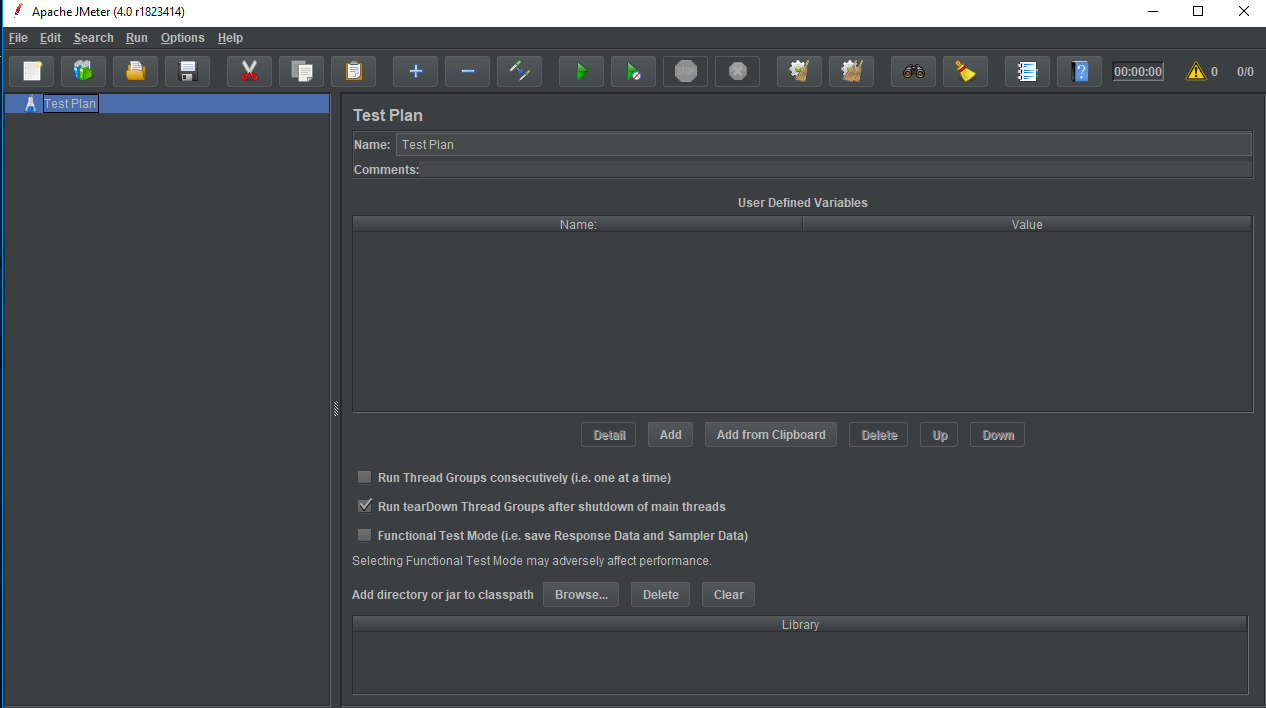 Apache JMeter (4.0 r1823414)
File Edit Search Run Options Help
STOP 00:00:00 0 0/0
Test Plan
Test Plan
Name: Test Plan
Comments:
User Defined Variables
Name: Value
Detail Add Add from Clipboard Delete Up Down
Run Thread Groups consecutively (i.e. one at a time)
Run tearDown Thread Groups after shutdown of main threads
Functional Test Mode (i.e. save Response Data and Sampler Data)
Selecting Functional Test Mode may adversely affect performance.
Add directory or jar to classpath Browse... Delete Clear
Library